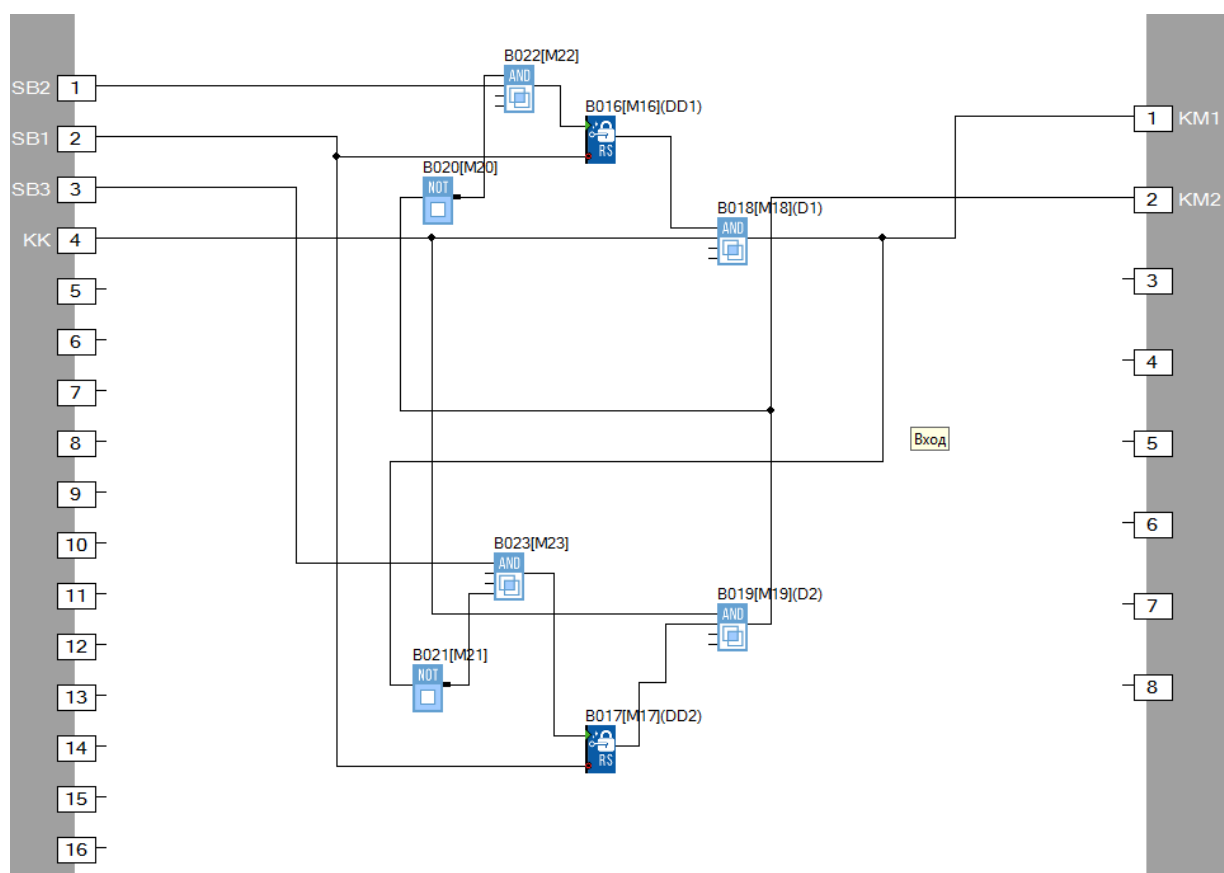 SB2 1
SB1 2
SB3 3
KK 4
5
6
7
8
9
10
11
12
13
14
15
16
B022[M22]
AND
B016[M16](DD1)
RS
B020[M20]
NOT
B018[M18](D1)
AND
Вход
B023[M23]
AND
B019[M19](D2)
AND
B021[M21]
NOT
B017[M17](DD2)
RS
1 KM1
2 KM2
3
4
5
6
7
8